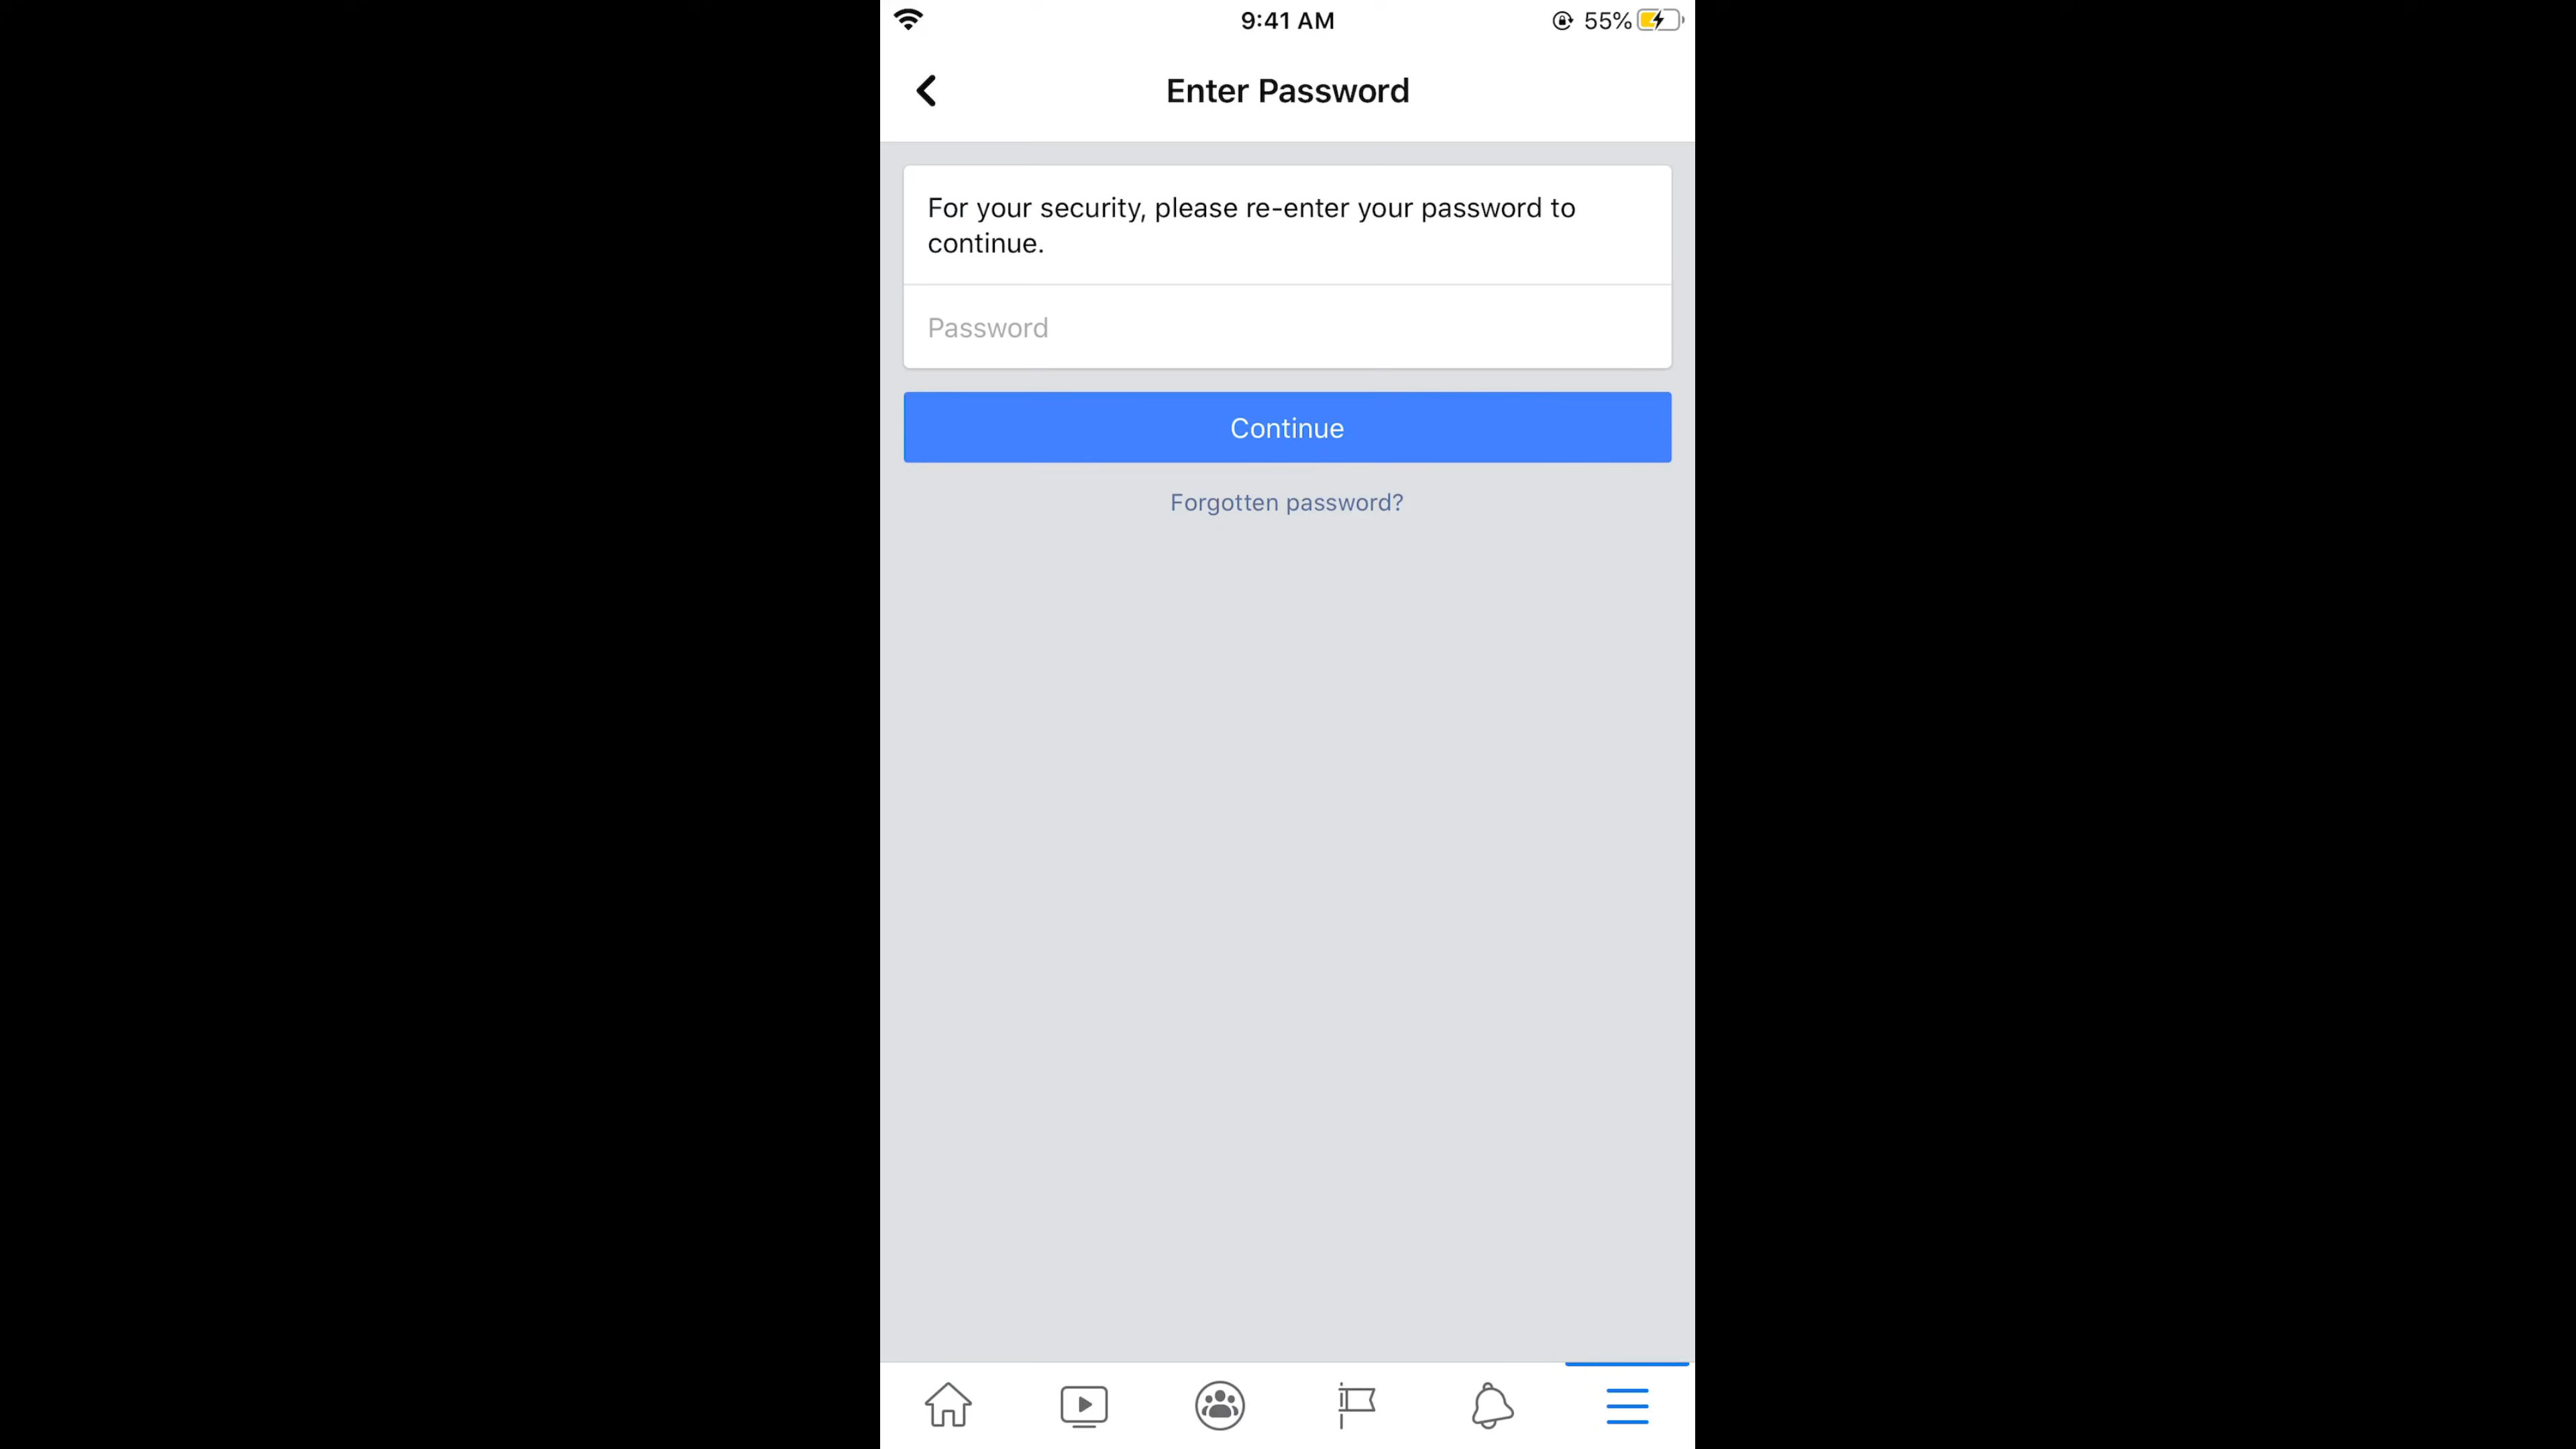 9:41 AM
55%
Enter Password
For your security, please re-enter your password to
continue.
Password
Continue
Forgotten password?